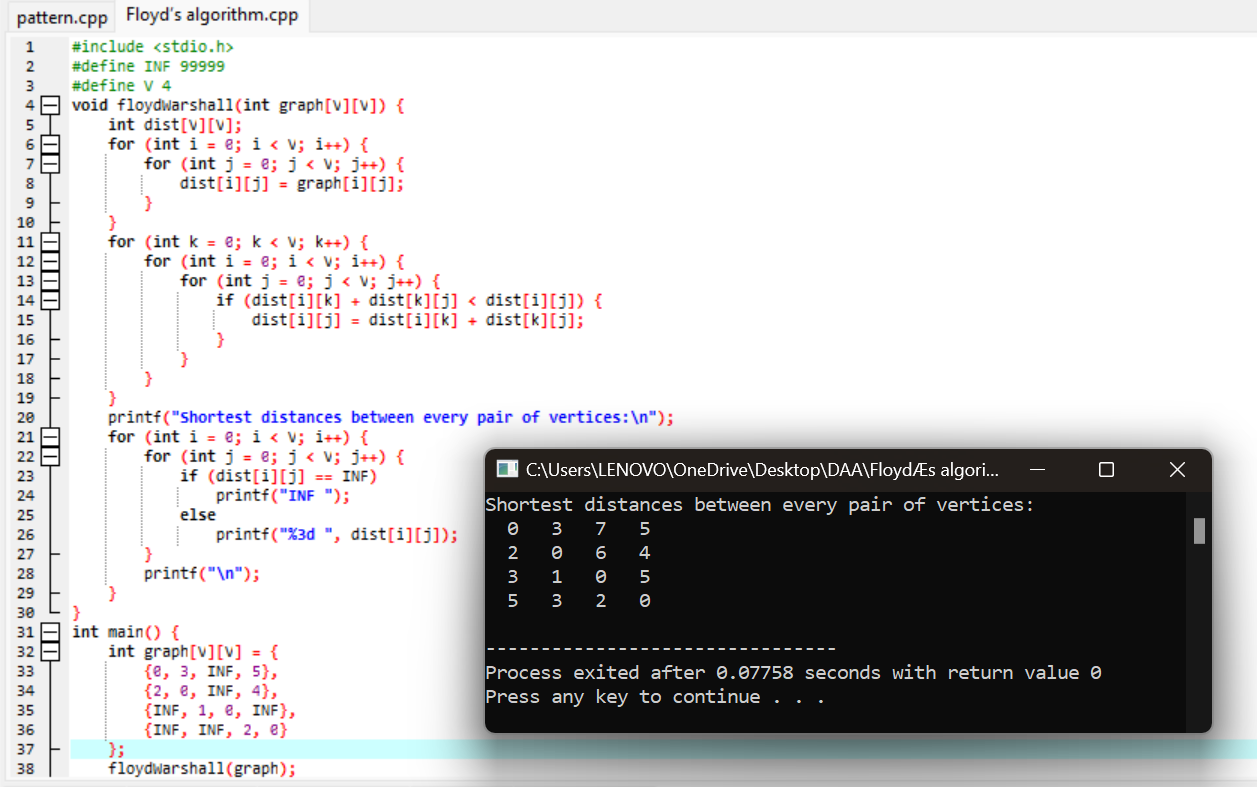 pattern.cpp Floyd's algorithm.cpp
1 #include <stdio.h>
2 #define INF 99999
3 #define V 4
4 void floydWarshall(int graph[V][V]) {
5 int dist[V][V];
6 for (int i = 0; i < V; i++) {
7 for (int j = 0; j < V; j++) {
8 dist[i][j] = graph[i][j];
9 }
10 }
11 for (int k = 0; k < V; k++) {
12 for (int i = 0; i < V; i++) {
13 for (int j = 0; j < V; j++) {
14 if (dist[i][k] + dist[k][j] < dist[i][j]) {
15 dist[i][j] = dist[i][k] + dist[k][j];
16 }
17 }
18 }
19 }
20 printf("Shortest distances between every pair of vertices:\n");
21 for (int i = 0; i < V; i++) {
22 for (int j = 0; j < V; j++) {
23 if (dist[i][j] == INF)
24 printf("INF ");
25 else
26 printf("%3d ", dist[i][j]);
27 }
28 printf("\n");
29 }
30 }
31 int main() {
32 int graph[V][V] = {
33 {0, 3, INF, 5},
34 {2, 0, INF, 4},
35 {INF, 1, 0, INF},
36 {INF, INF, 2, 0}
37 };
38 floydWarshall(graph);
C:\Users\LENOVO\OneDrive\Desktop\DAA\FloydÆs algori...
Shortest distances between every pair of vertices:
0 3 7 5
2 0 6 4
3 1 0 5
5 3 2 0
--------------------------------
Process exited after 0.07758 seconds with return value 0
Press any key to continue . . .